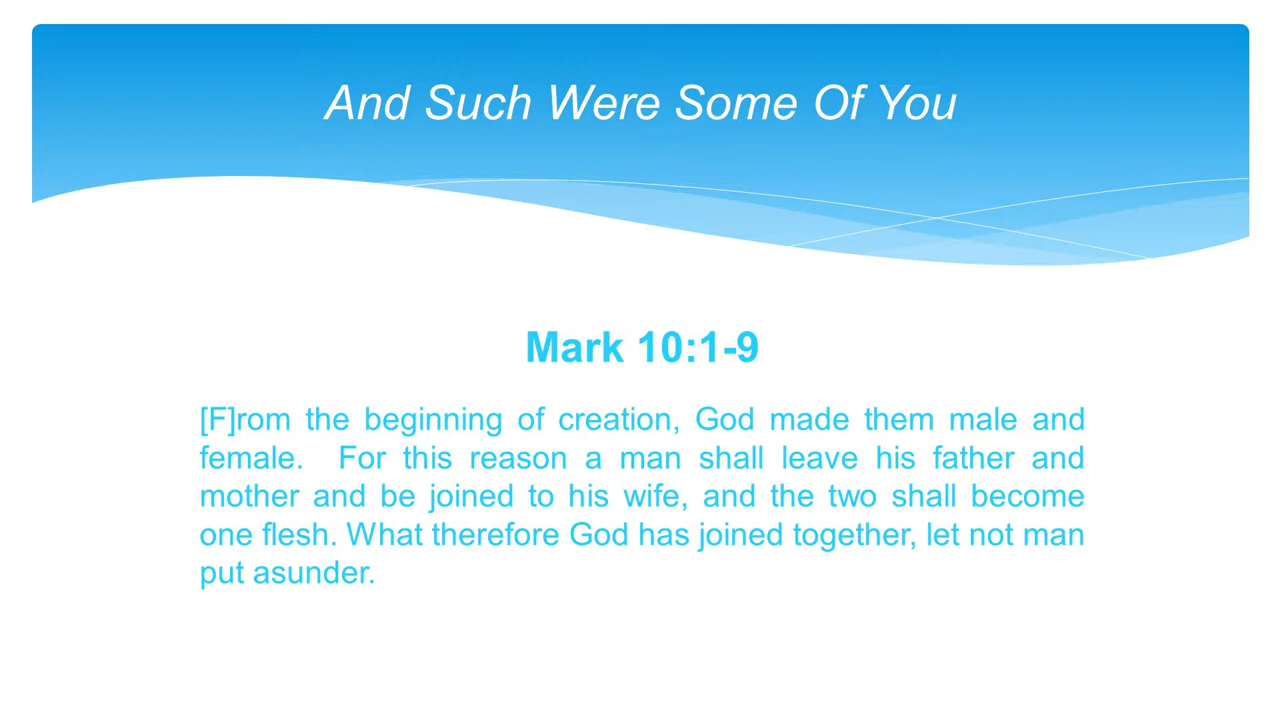 And Such Were Some Of You
Mark 10:1-9
[F]rom the beginning of creation, God made them male and
female.  For this reason a man shall leave his father and
mother and be joined to his wife, and the two shall become
one flesh. What therefore God has joined together, let not man
put asunder.